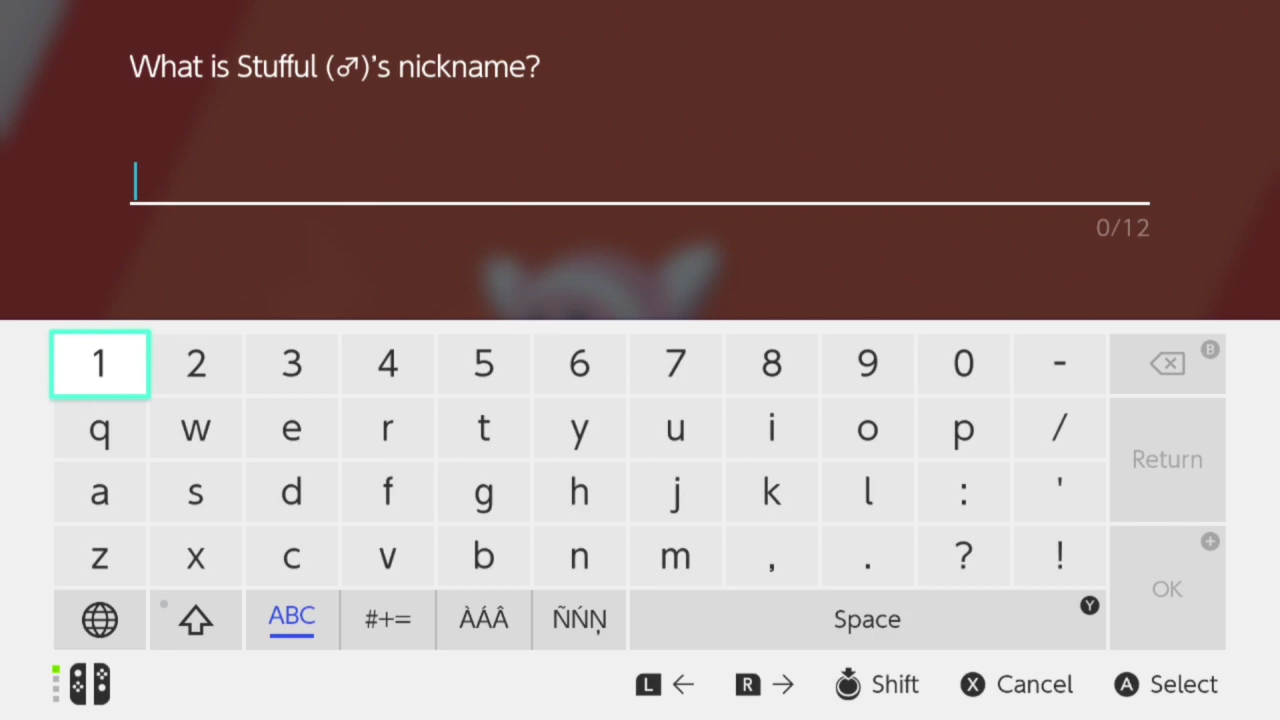 What is Stufful (♂)'s nickname?
0/12
1 2 3 4 5 6 7 8 9 0 - B
q w e r t y u i o p /
Return
a s d f g h j k l : '
z x c v b n m , . ? ! +
OK
ABC #+= ÀÁÂ ÑŃŅ Space Y
L ← R → Shift X Cancel A Select